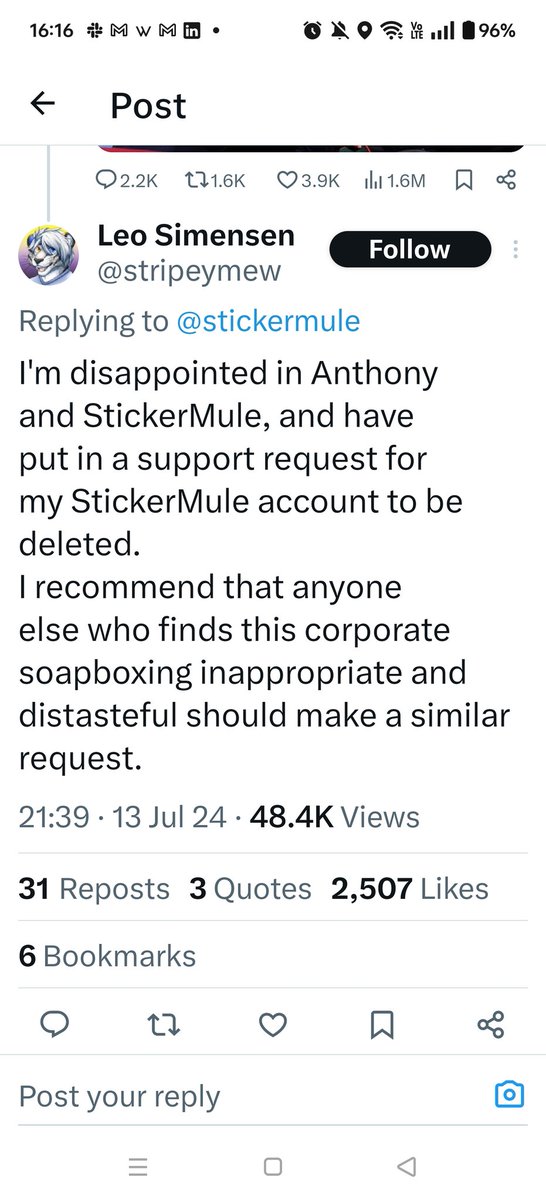 16:16 M W M in VoLTE 96%
Post
2.2K 1.6K 3.9K 1.6M
Leo Simensen
Follow
@stripeymew
Replying to @stickermule
I'm disappointed in Anthony
and StickerMule, and have
put in a support request for
my StickerMule account to be
deleted.
I recommend that anyone
else who finds this corporate
soapboxing inappropriate and
distasteful should make a similar
request.
21:39 · 13 Jul 24 · 48.4K Views
31 Reposts 3 Quotes 2,507 Likes
6 Bookmarks
Post your reply